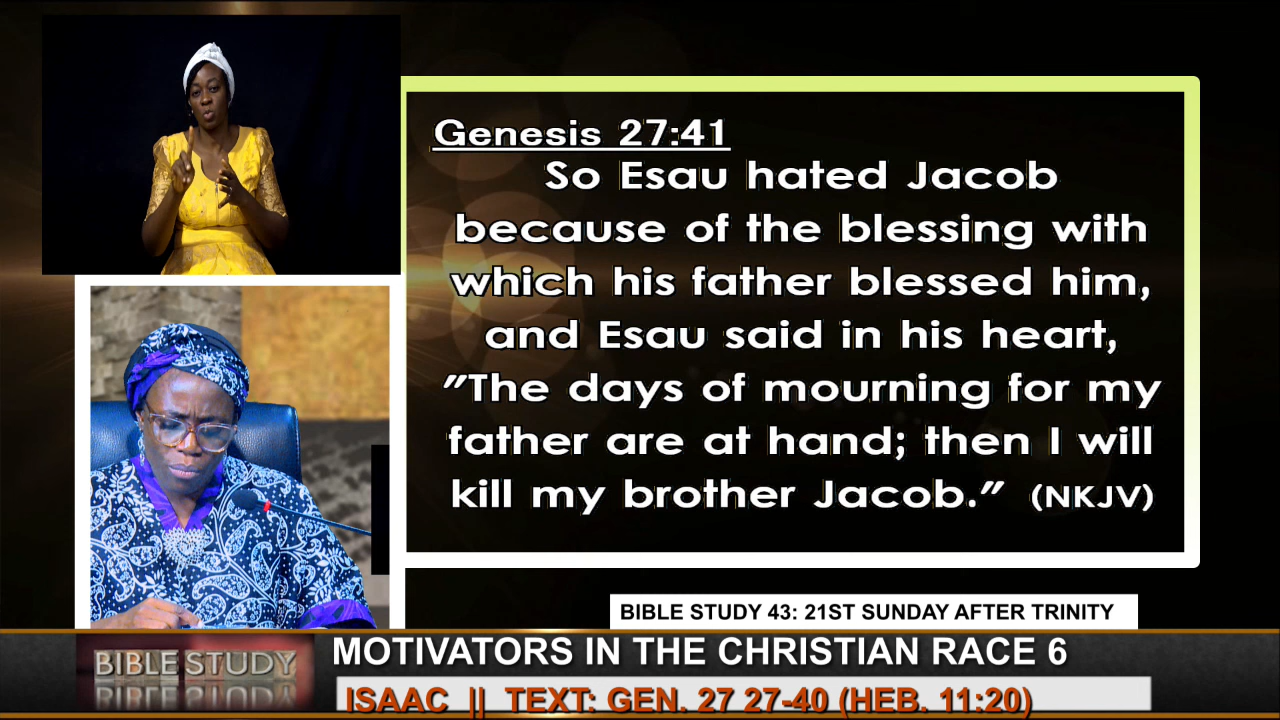 Genesis 27:41
So Esau hated Jacob
because of the blessing with
which his father blessed him,
and Esau said in his heart,
"The days of mourning for my
father are at hand; then I will
kill my brother Jacob." (NKJV)
BIBLE STUDY 43: 21ST SUNDAY AFTER TRINITY
BIBLE STUDY
MOTIVATORS IN THE CHRISTIAN RACE 6
ISAAC || TEXT: GEN. 27 27-40 (HEB. 11:20)